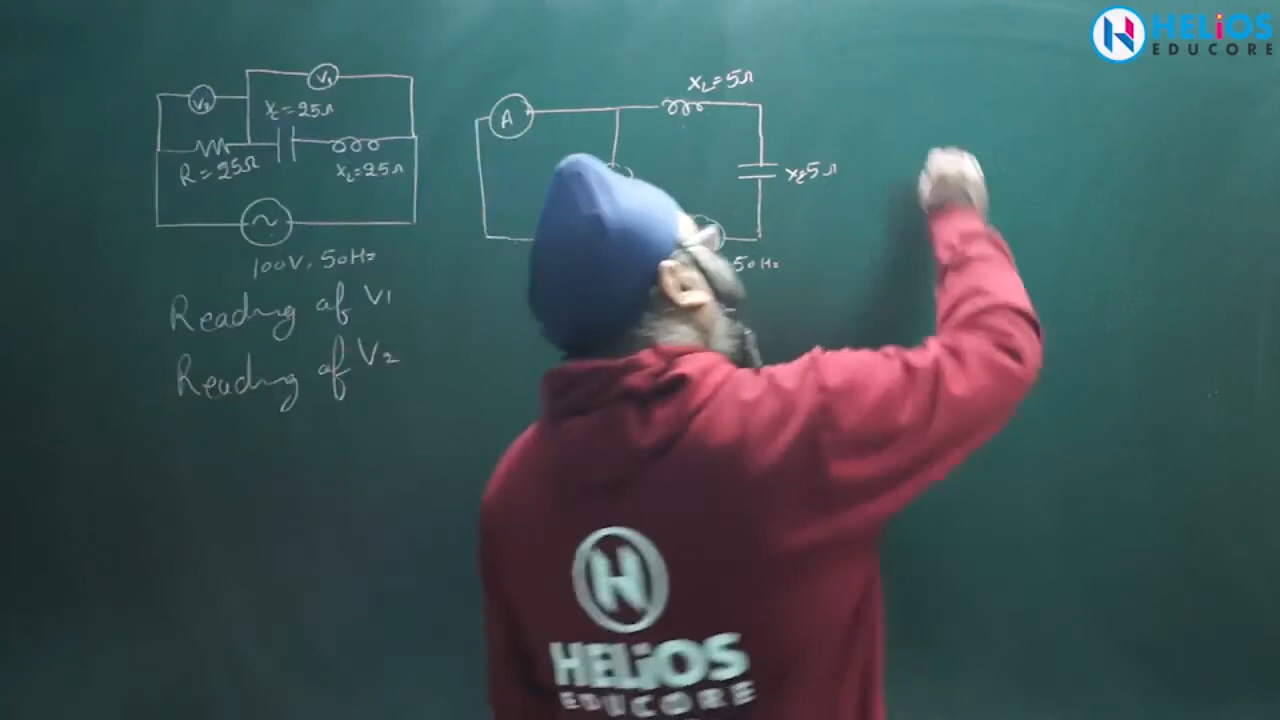 HELiOS
EDUCORE
V1
V2
xc=25Ω
R=25Ω
xL=25Ω
100V, 50Hz
Reading of V1
Reading of V2
A
xL=5Ω
xc=5Ω
50Hz
H
HELiOS
EDUCORE